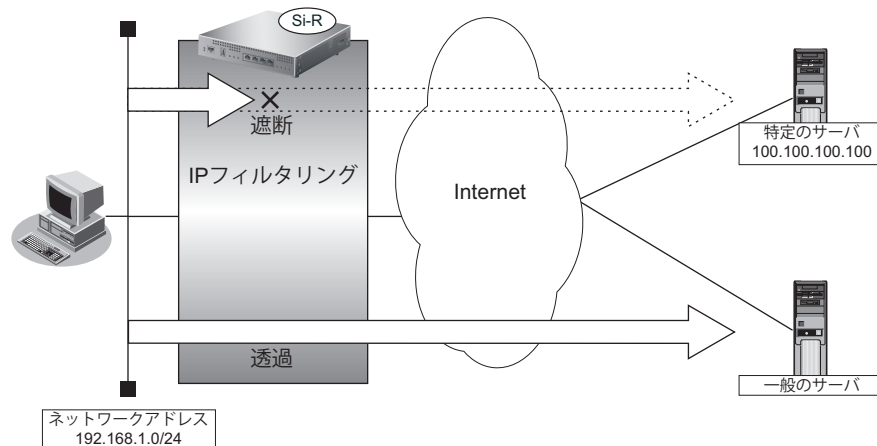 Si-R
遮断
IPフィルタリング
Internet
特定のサーバ
100.100.100.100
透過
一般のサーバ
ネットワークアドレス
192.168.1.0/24